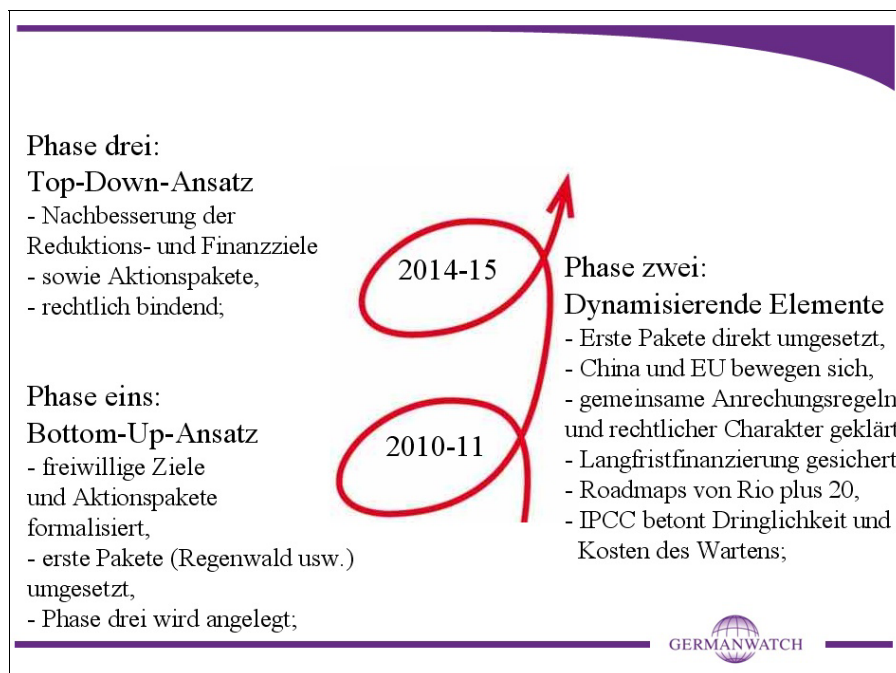 Phase drei:
Top-Down-Ansatz
- Nachbesserung der
Reduktions- und Finanzziele
- sowie Aktionspakete,
- rechtlich bindend;
2014-15
Phase zwei:
Dynamisierende Elemente
- Erste Pakete direkt umgesetzt,
- China und EU bewegen sich,
- gemeinsame Anrechungsregeln
und rechtlicher Charakter geklärt
- Langfristfinanzierung gesichert
- Roadmaps von Rio plus 20,
- IPCC betont Dringlichkeit und
Kosten des Wartens;
Phase eins:
Bottom-Up-Ansatz
- freiwillige Ziele
und Aktionspakete
formalisiert,
- erste Pakete (Regenwald usw.)
umgesetzt,
- Phase drei wird angelegt;
2010-11
GERMANWATCH